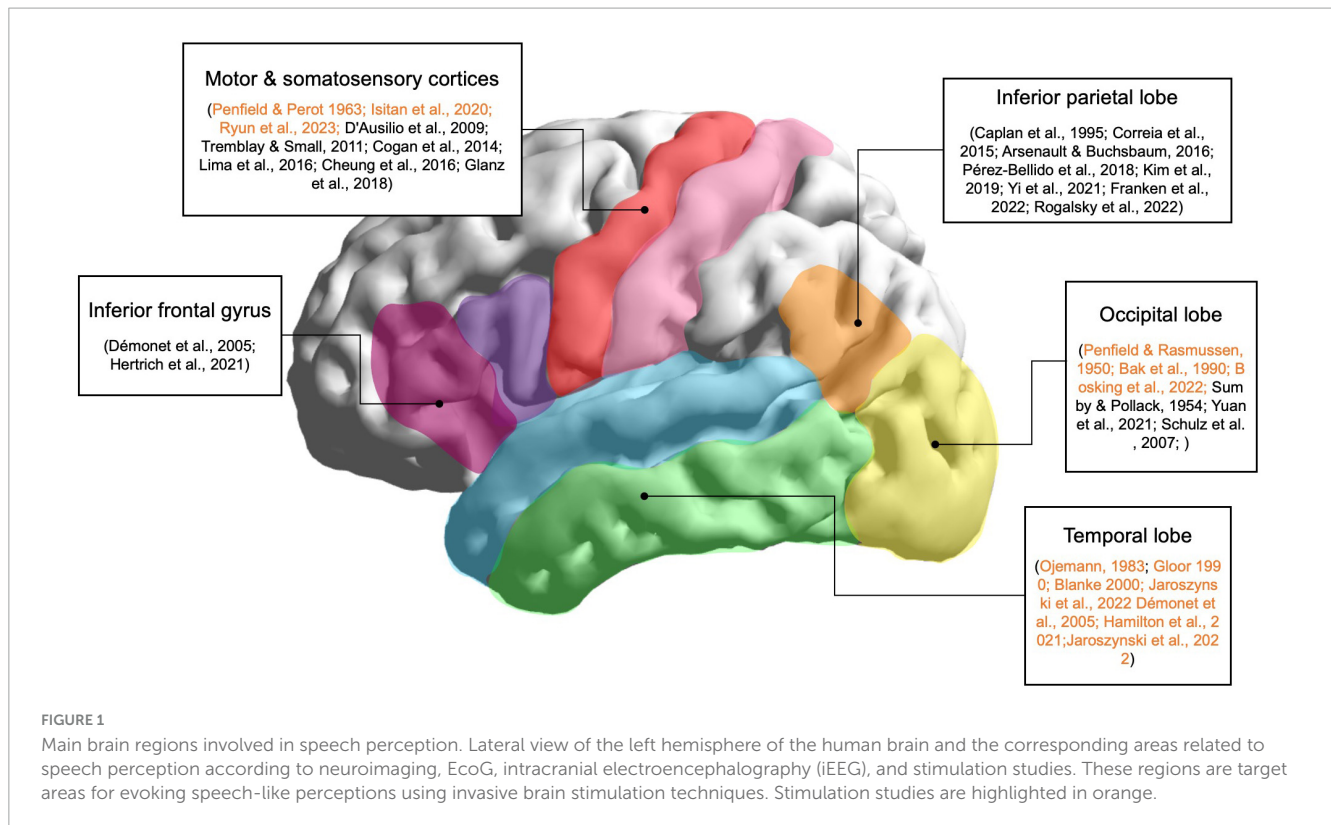 Motor & somatosensory cortices
(Penfield & Perot 1963; Isitan et al., 2020;
Ryun et al., 2023; D'Ausilio et al., 2009;
Tremblay & Small, 2011; Cogan et al., 2014;
Lima et al., 2016; Cheung et al., 2016; Glanz
et al., 2018)
Inferior parietal lobe
(Caplan et al., 1995; Correia et al.,
2015; Arsenault & Buchsbaum, 2016;
Pérez-Bellido et al., 2018; Kim et al.,
2019; Yi et al., 2021; Franken et al.,
2022; Rogalsky et al., 2022)
Inferior frontal gyrus
(Démonet et al., 2005;
Hertrich et al., 2021)
Occipital lobe
(Penfield & Rasmussen,
1950; Bak et al., 1990; B
osking et al., 2022; Sum
by & Pollack, 1954; Yuan
et al., 2021; Schulz et al.
, 2007; )
Temporal lobe
(Ojemann, 1983; Gloor 199
0; Blanke 2000; Jaroszyns
ki et al., 2022 Démonet et
al., 2005; Hamilton et al., 2
021;Jaroszynski et al., 202
2)
FIGURE 1
Main brain regions involved in speech perception. Lateral view of the left hemisphere of the human brain and the corresponding areas related to
speech perception according to neuroimaging, EcoG, intracranial electroencephalography (iEEG), and stimulation studies. These regions are target
areas for evoking speech-like perceptions using invasive brain stimulation techniques. Stimulation studies are highlighted in orange.